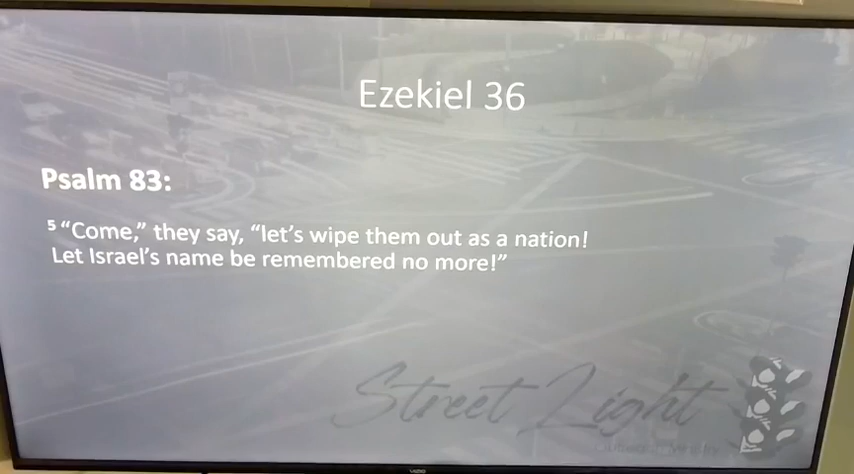 Ezekiel 36
Psalm 83:
⁵ “Come,” they say, “let’s wipe them out as a nation!
Let Israel’s name be remembered no more!”
Street Light
VIZIO